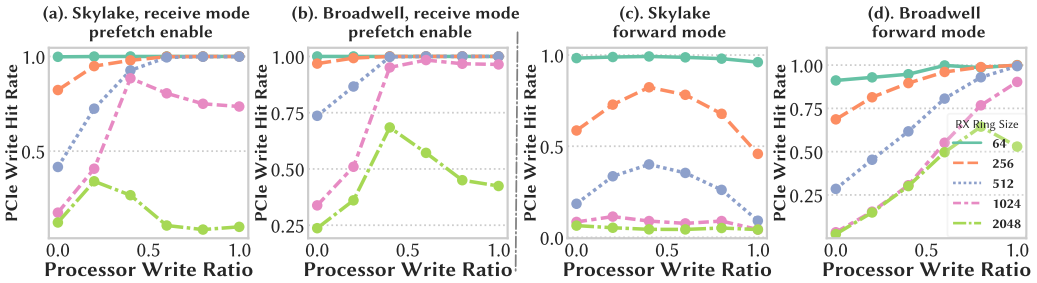 (a). Skylake, receive mode
prefetch enable
PCIe Write Hit Rate
1.0
0.5
0.0 0.5 1.0
Processor Write Ratio
(b). Broadwell, receive mode
prefetch enable
PCIe Write Hit Rate
1.00
0.75
0.50
0.25
0.0 0.5 1.0
Processor Write Ratio
(c). Skylake
forward mode
PCIe Write Hit Rate
1.0
0.5
0.0
0.0 0.5 1.0
Processor Write Ratio
(d). Broadwell
forward mode
PCIe Write Hit Rate
1.00
0.75
0.50
0.25
0.0 0.5 1.0
Processor Write Ratio
RX Ring Size
64
256
512
1024
2048